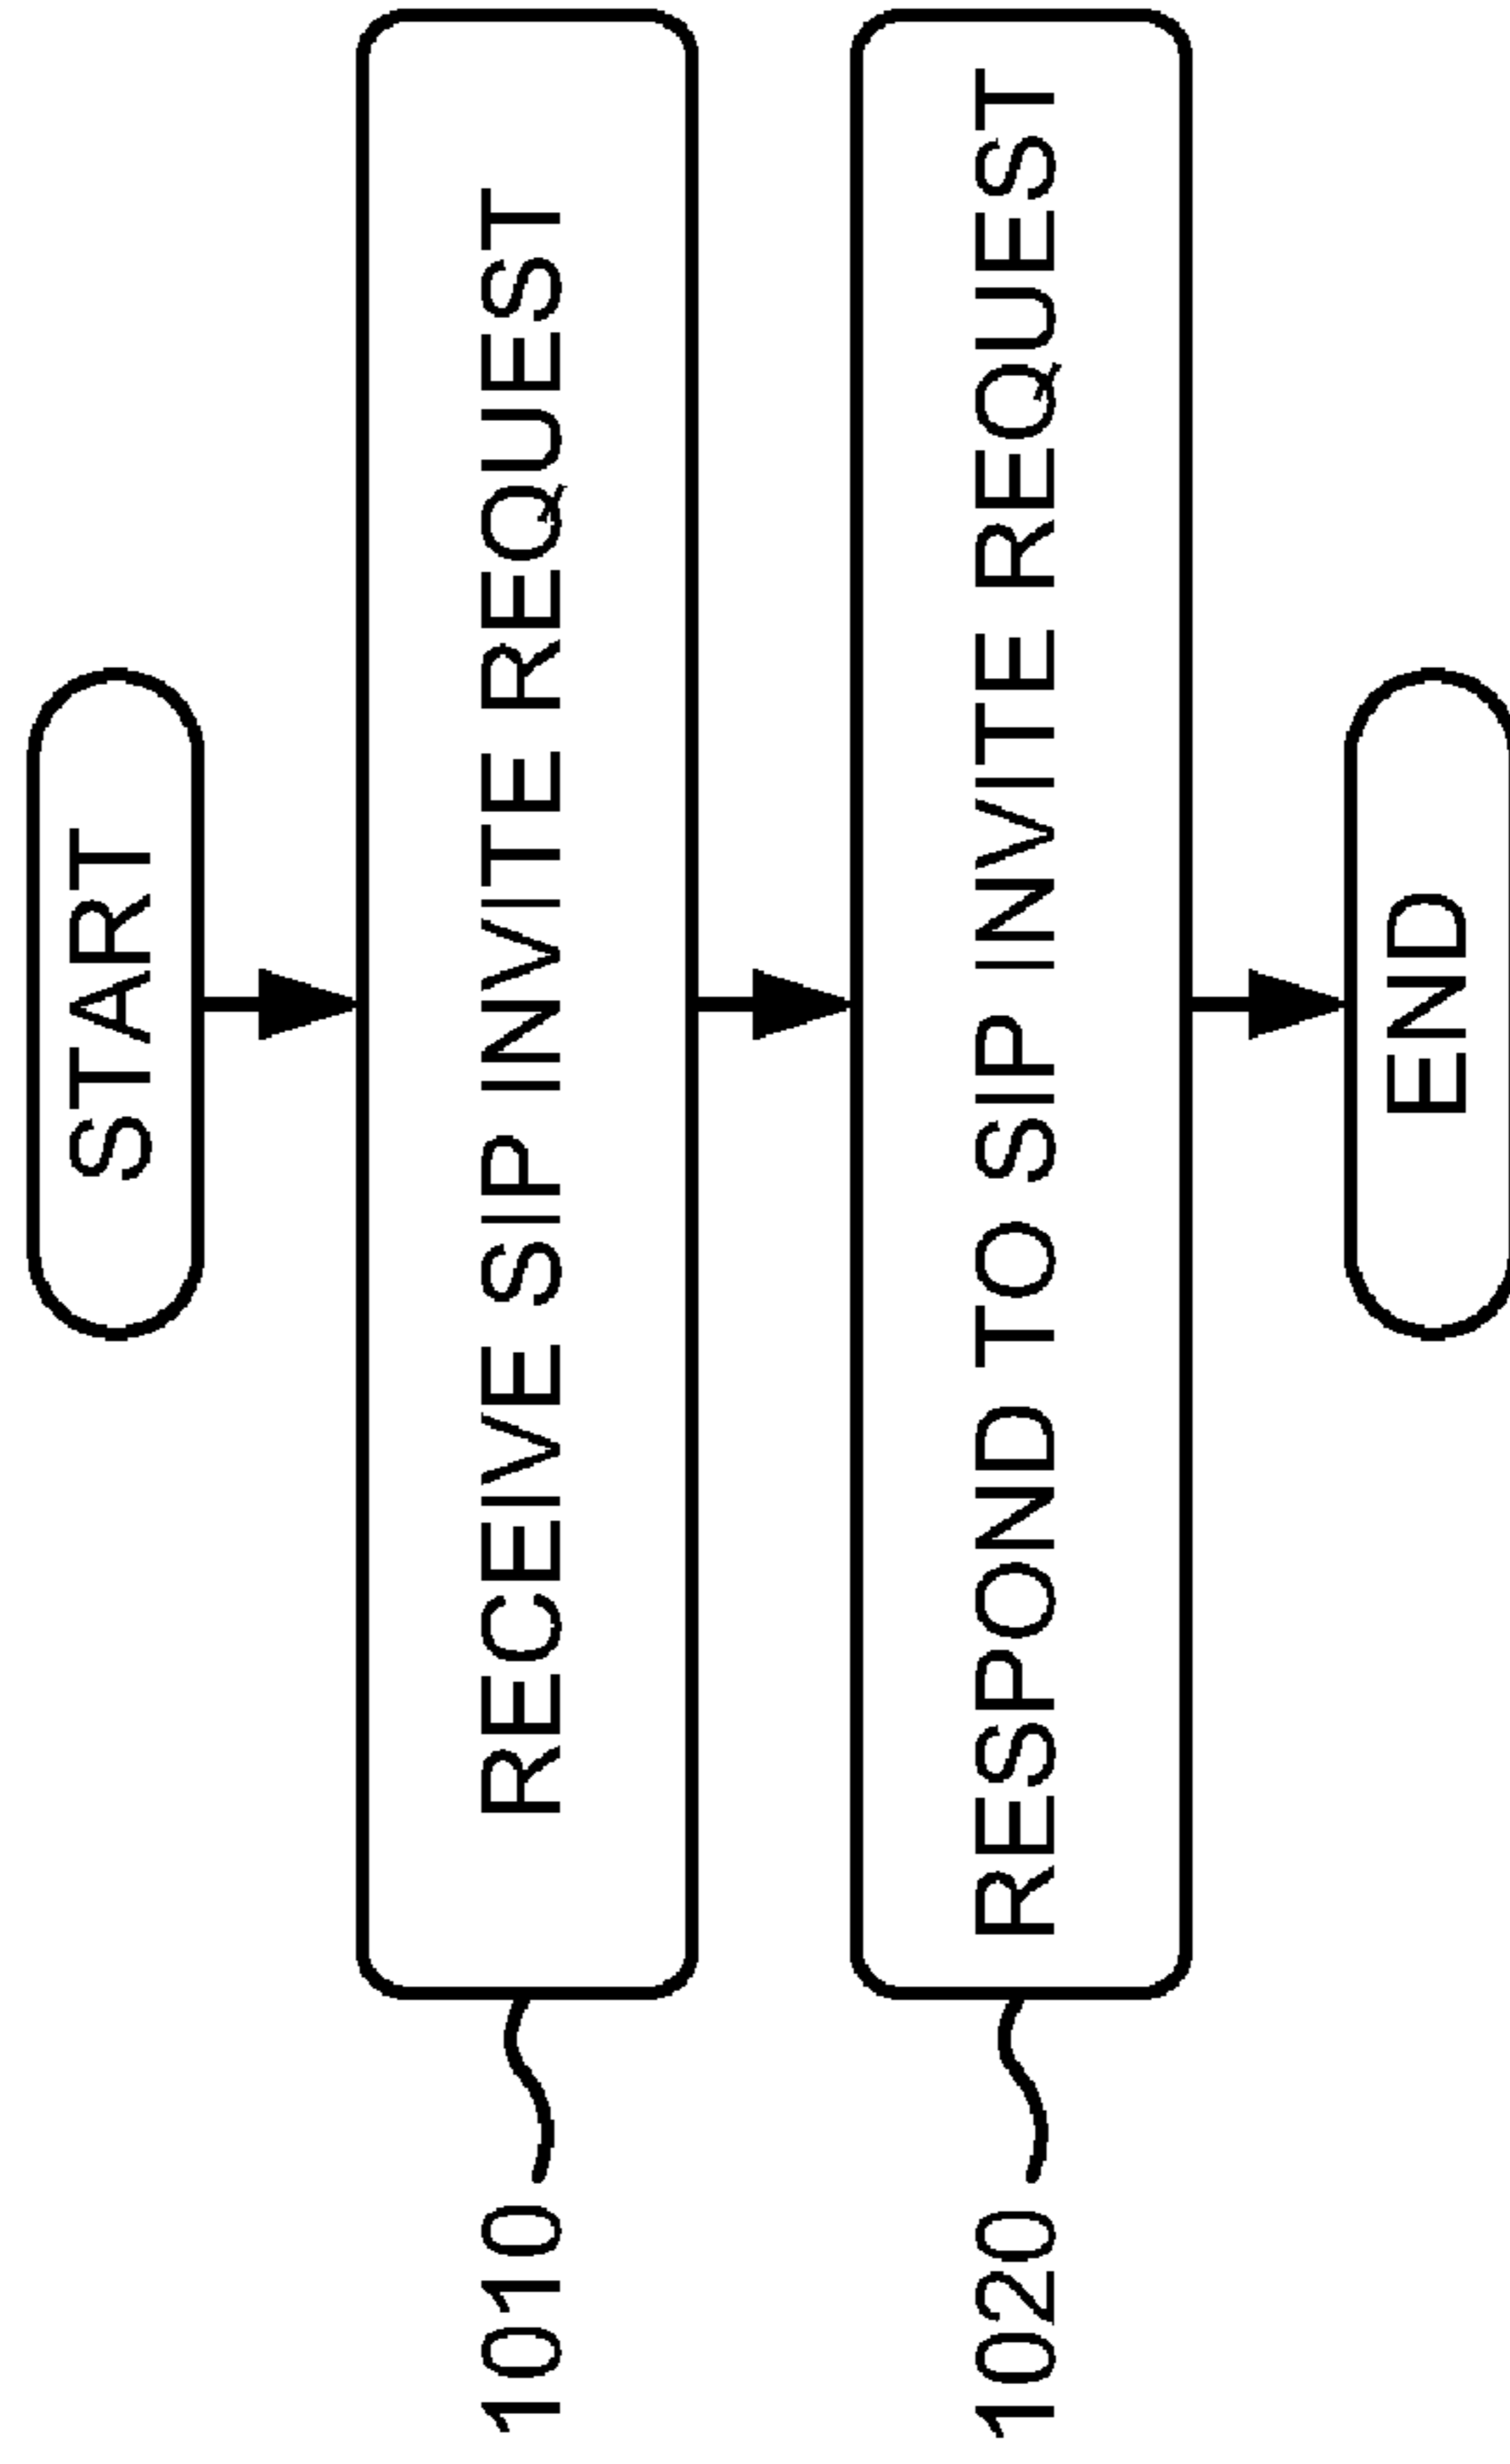 START
1010
RECEIVE SIP INVITE REQUEST
1020
RESPOND TO SIP INVITE REQUEST
END